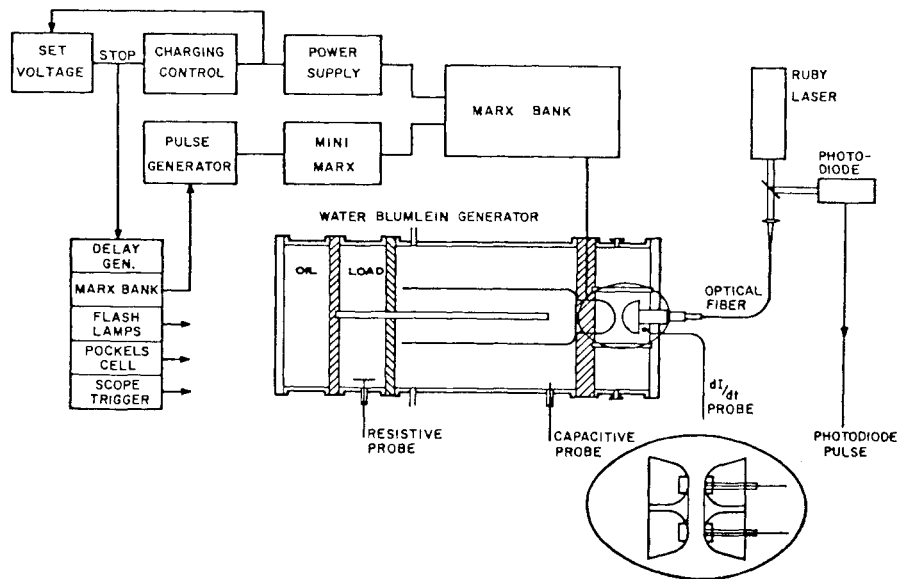 SET
VOLTAGE
STOP
CHARGING
CONTROL
POWER
SUPPLY
MARX BANK
RUBY
LASER
PULSE
GENERATOR
MINI
MARX
PHOTO-
DIODE
WATER BLUMLEIN GENERATOR
DELAY
GEN.
MARX BANK
FLASH
LAMPS
POCKELS
CELL
SCOPE
TRIGGER
OIL
LOAD
OPTICAL
FIBER
dI/dt
PROBE
RESISTIVE
PROBE
CAPACITIVE
PROBE
PHOTODIODE
PULSE